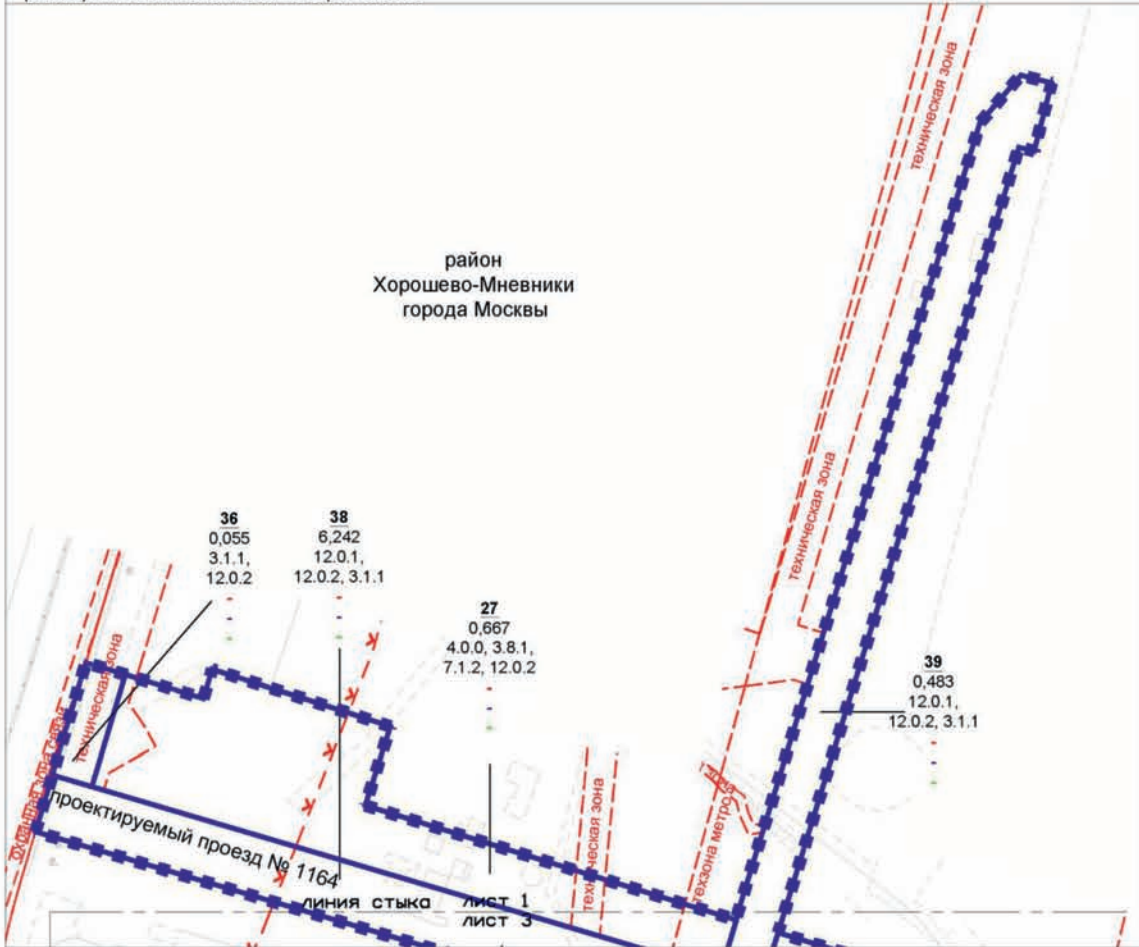 техническая зона
район
Хорошево-Мневники
города Москвы
техническая зона
36
0,055
3.1.1,
12.0.2
38
6,242
12.0.1,
12.0.2, 3.1.1
27
0,667
4.0.0, 3.8.1,
7.1.2, 12.0.2
39
0,483
12.0.1,
12.0.2, 3.1.1
техническая зона
охранная зона
проектируемый проезд № 1164
техническая зона
техзона метро
линия стыка лист 1
лист 3